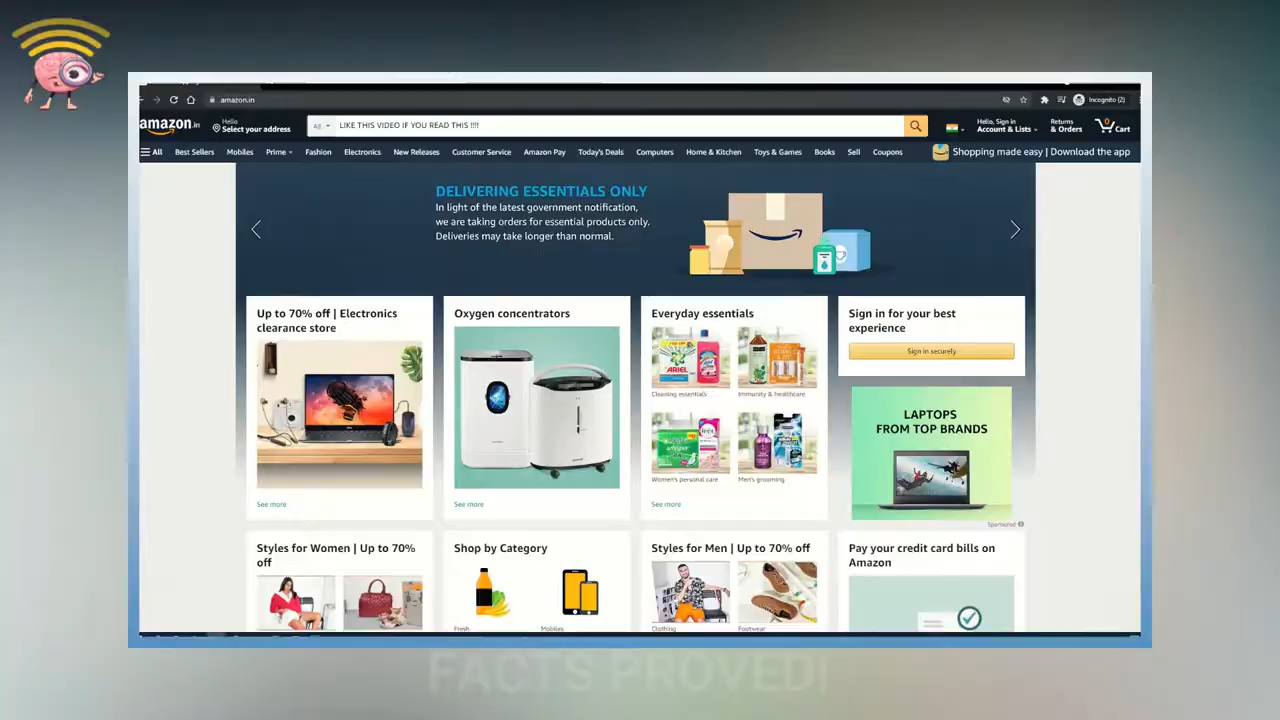 amazon.in
Incognito (2)
amazon.in
Hello
Select your address
All
LIKE THIS VIDEO IF YOU READ THIS !!!!
Hello, Sign in
Account & Lists
Returns
& Orders
0
Cart
All
Best Sellers
Mobiles
Prime
Fashion
Electronics
New Releases
Customer Service
Amazon Pay
Today's Deals
Computers
Home & Kitchen
Toys & Games
Books
Sell
Coupons
Shopping made easy | Download the app
DELIVERING ESSENTIALS ONLY
In light of the latest government notification,
we are taking orders for essential products only.
Deliveries may take longer than normal.
Up to 70% off | Electronics
clearance store
See more
Oxygen concentrators
See more
Everyday essentials
ARIEL
Cleaning essentials
Immunity & healthcare
whisper
Veet
Women's personal care
Men's grooming
See more
Sign in for your best
experience
Sign in securely
LAPTOPS
FROM TOP BRANDS
Sponsored
Styles for Women | Up to 70%
off
Shop by Category
Fresh
Mobiles
Styles for Men | Up to 70% off
Clothing
Footwear
Pay your credit card bills on
Amazon
FACTS PROVED!